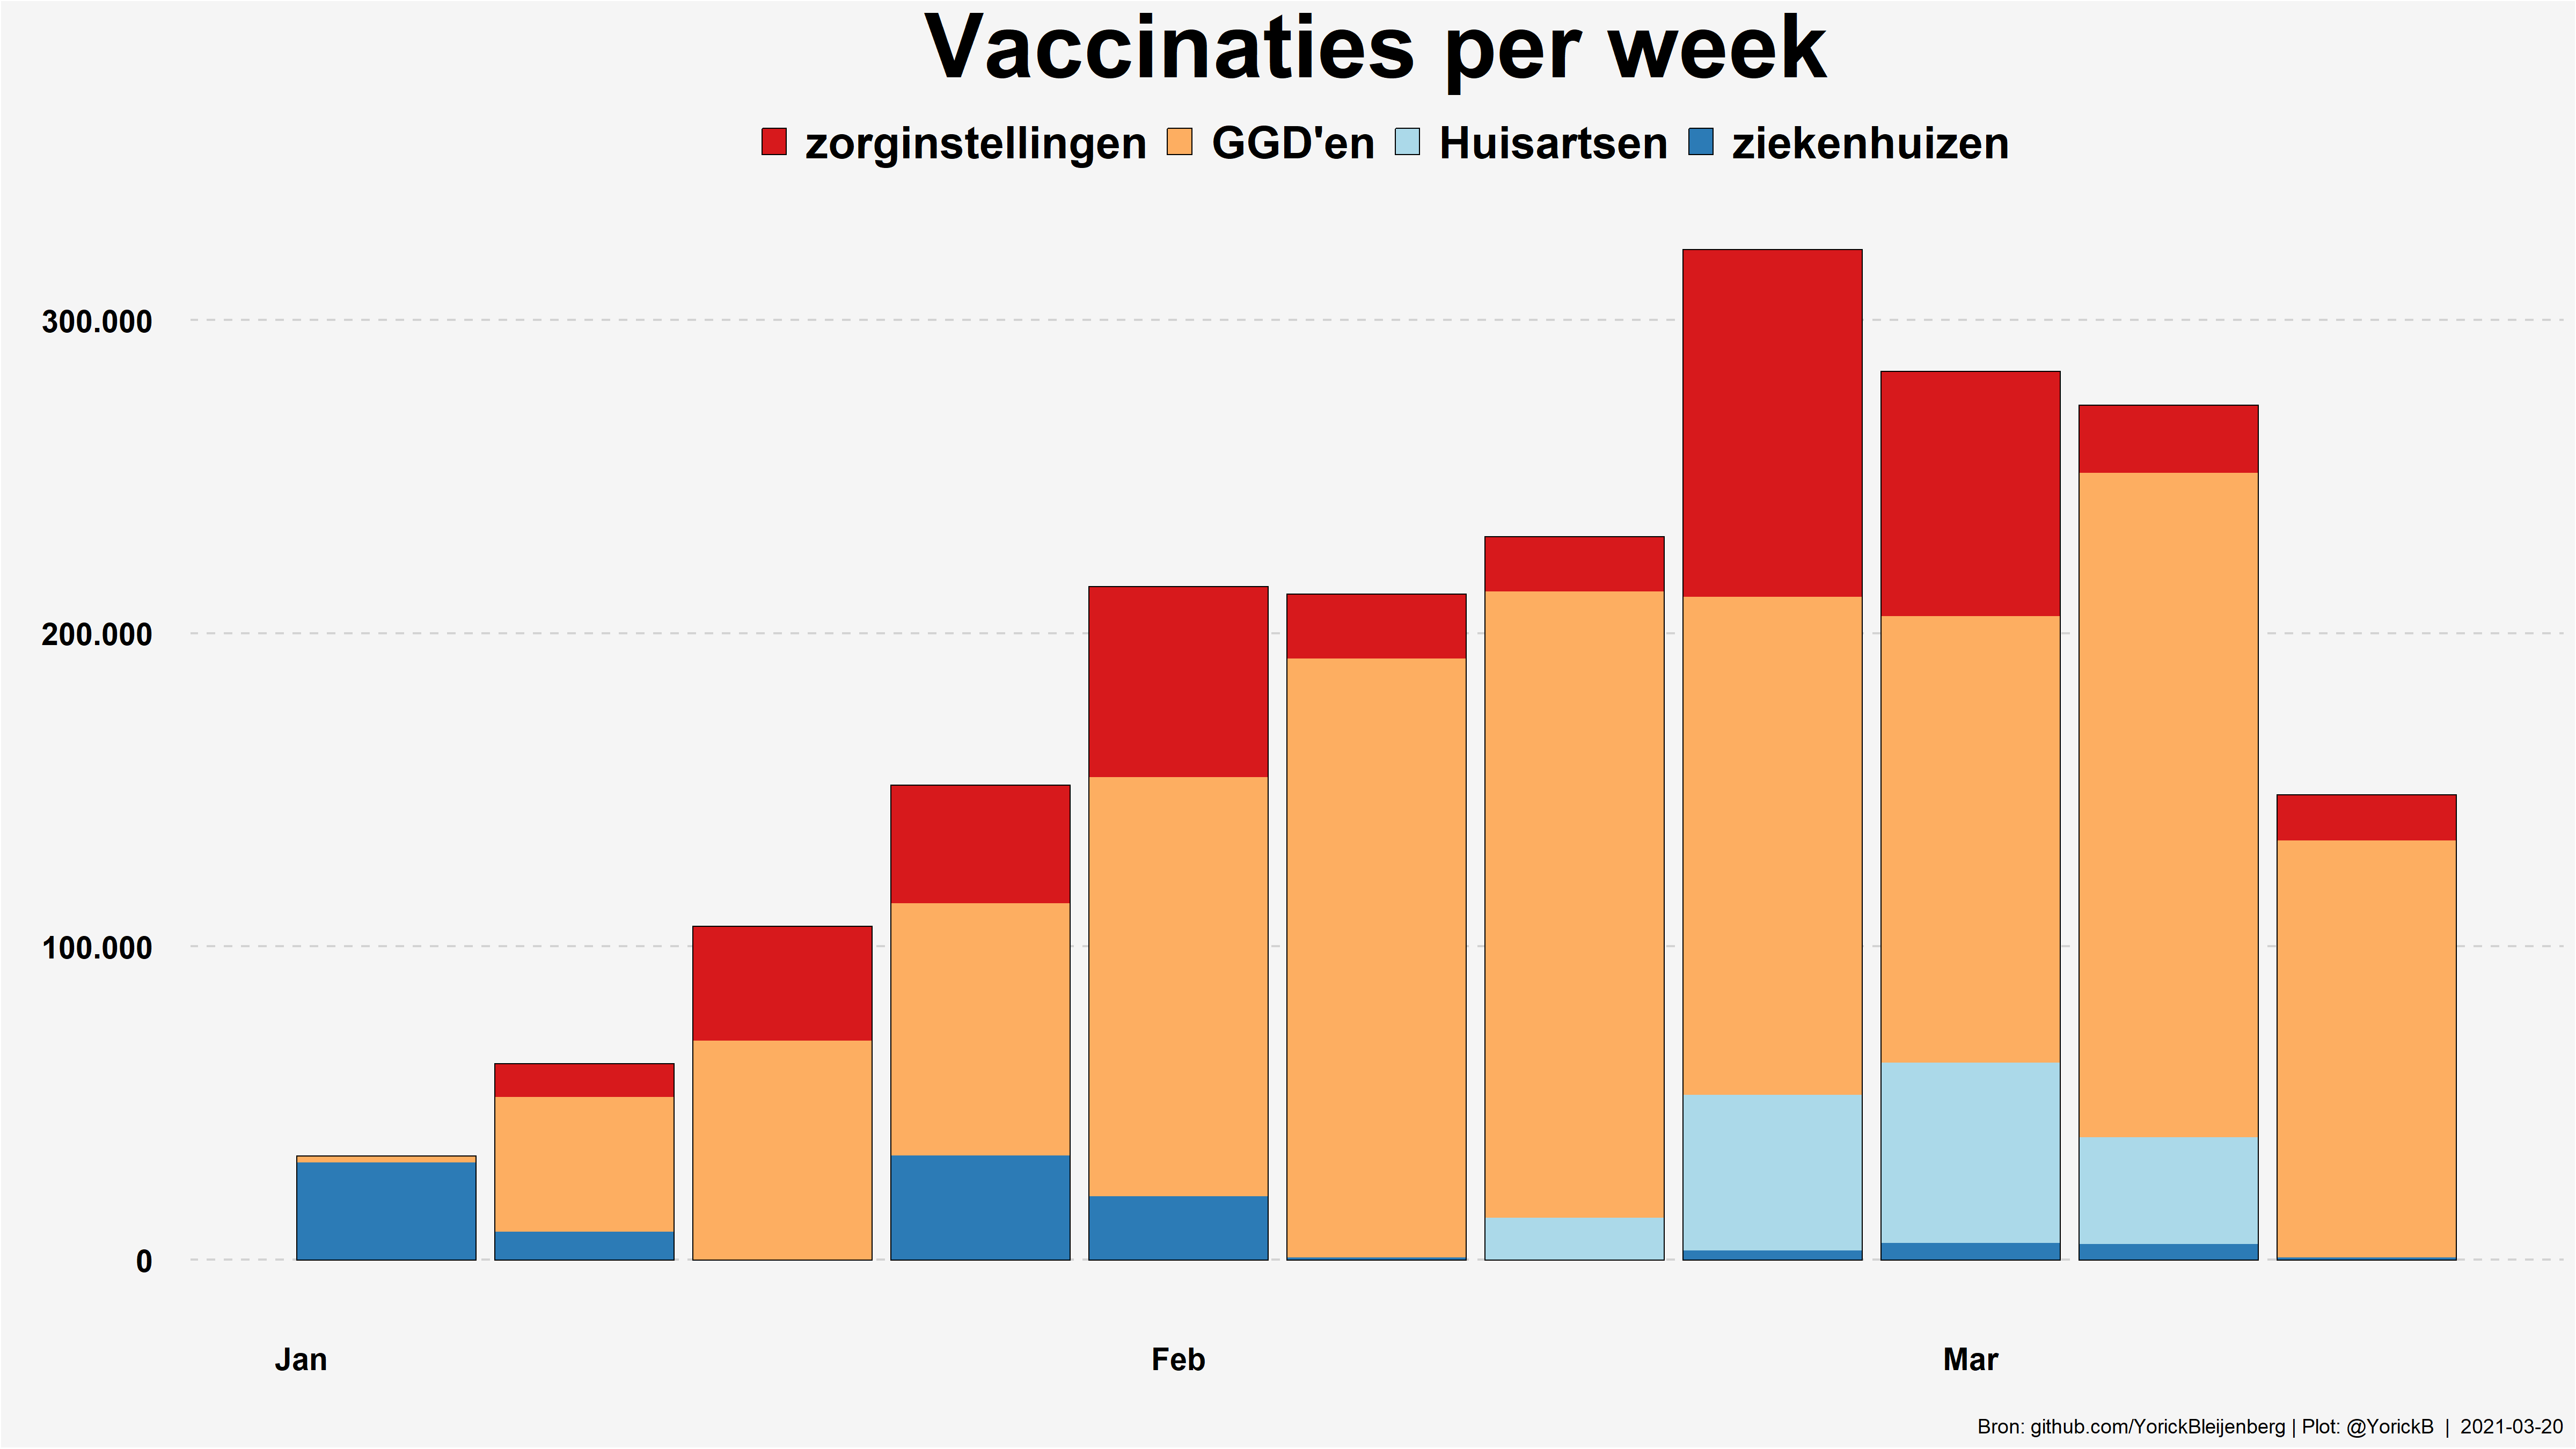 Vaccinaties per week
zorginstellingen GGD'en Huisartsen ziekenhuizen
300.000
200.000
100.000
0
Jan Feb Mar
Bron: github.com/YorickBleijenberg | Plot: @YorickB | 2021-03-20